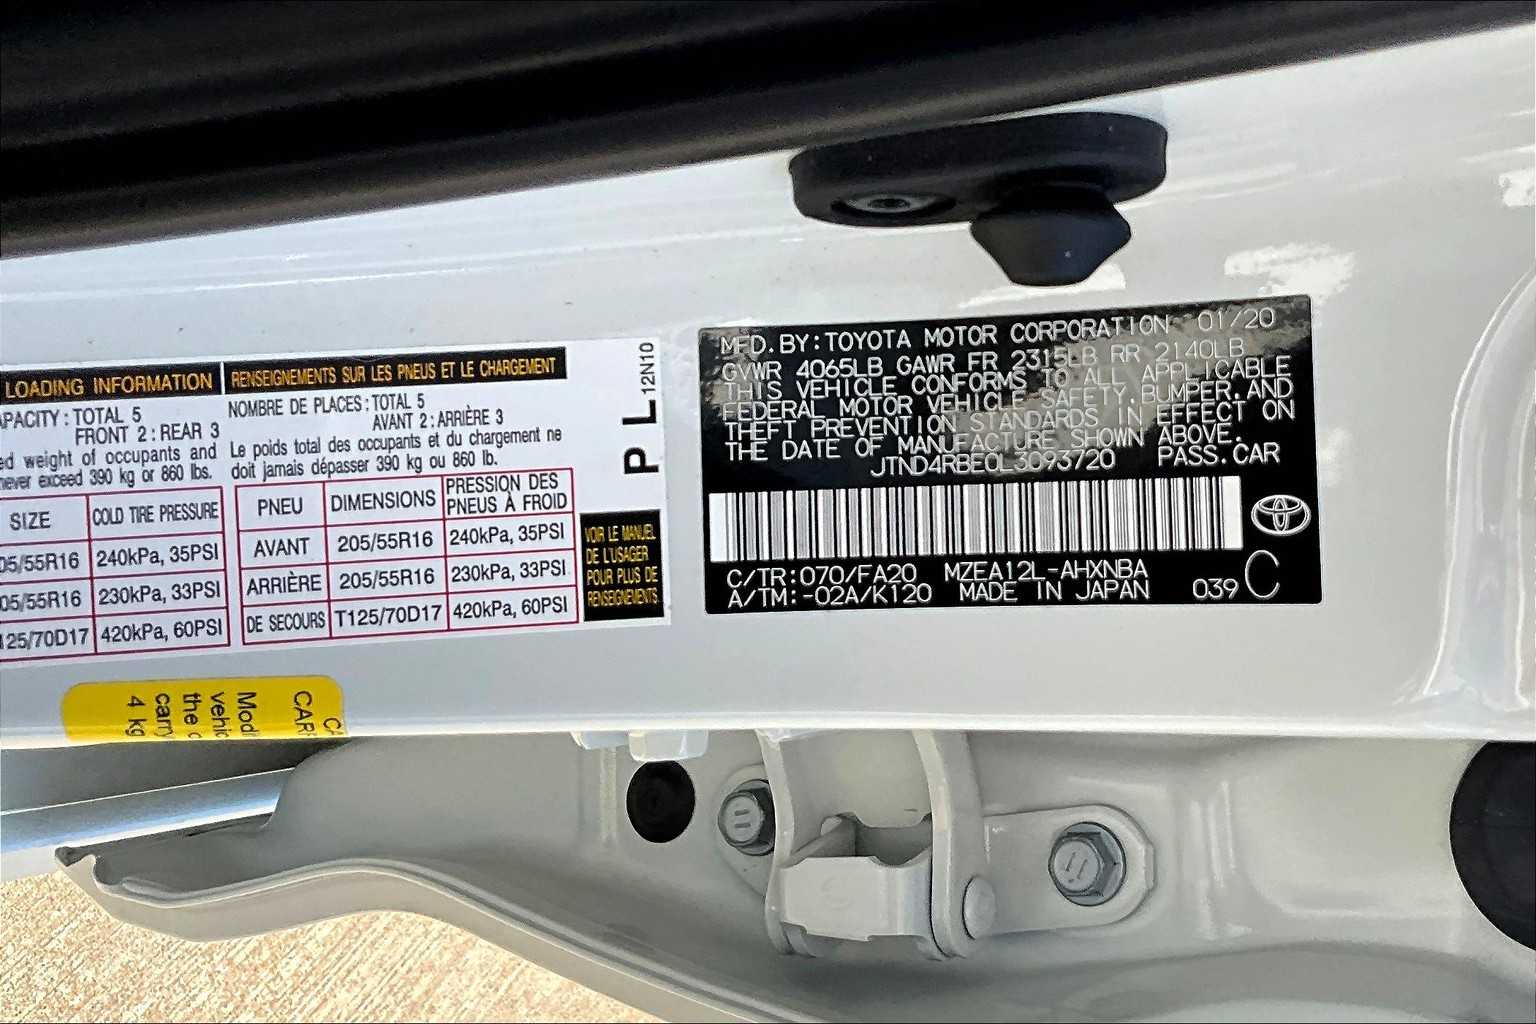 LOADING INFORMATION
RENSEIGNEMENTS SUR LES PNEUS ET LE CHARGEMENT
APACITY : TOTAL 5
FRONT 2 : REAR 3
ed weight of occupants and
never exceed 390 kg or 860 lbs.
NOMBRE DE PLACES : TOTAL 5
AVANT 2 : ARRIÈRE 3
Le poids total des occupants et du chargement ne
doit jamais dépasser 390 kg ou 860 lb.
SIZE COLD TIRE PRESSURE
05/55R16 240kPa, 35PSI
05/55R16 230kPa, 33PSI
125/70D17 420kPa, 60PSI
PNEU DIMENSIONS PRESSION DES PNEUS À FROID
AVANT 205/55R16 240kPa, 35PSI
ARRIÈRE 205/55R16 230kPa, 33PSI
DE SECOURS T125/70D17 420kPa, 60PSI
P L 12N10
VOIR LE MANUEL
DE L'USAGER
POUR PLUS DE
RENSEIGNEMENTS
MFD. BY: TOYOTA MOTOR CORPORATION 01/20
GVWR 4065LB GAWR FR 2315LB RR 2140LB
THIS VEHICLE CONFORMS TO ALL APPLICABLE
FEDERAL MOTOR VEHICLE SAFETY, BUMPER, AND
THEFT PREVENTION STANDARDS IN EFFECT ON
THE DATE OF MANUFACTURE SHOWN ABOVE.
JTND4RBE0L3093720 PASS. CAR
C/TR: 070/FA20 MZEA12L-AHXNBA
A/TM: -02A/K120 MADE IN JAPAN 039 C
CA
CAR
Modi
vehic
the c
carry
4 kg